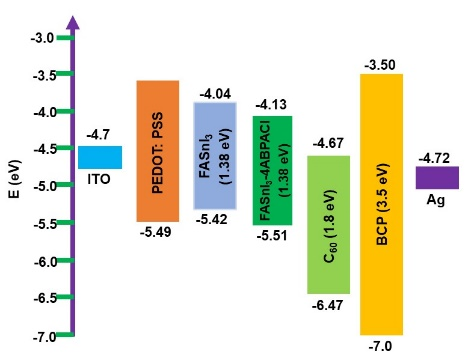 -3.0
-3.5
-4.0
-4.5
-5.0
-5.5
-6.0
-6.5
-7.0
E (eV)
-4.7
ITO
PEDOT: PSS
-5.49
-4.04
FASnI₃
(1.38 eV)
-5.42
-4.13
FASnI₃-4ABPACl
(1.38 eV)
-5.51
-4.67
C₆₀ (1.8 eV)
-6.47
-3.50
BCP (3.5 eV)
-7.0
-4.72
Ag